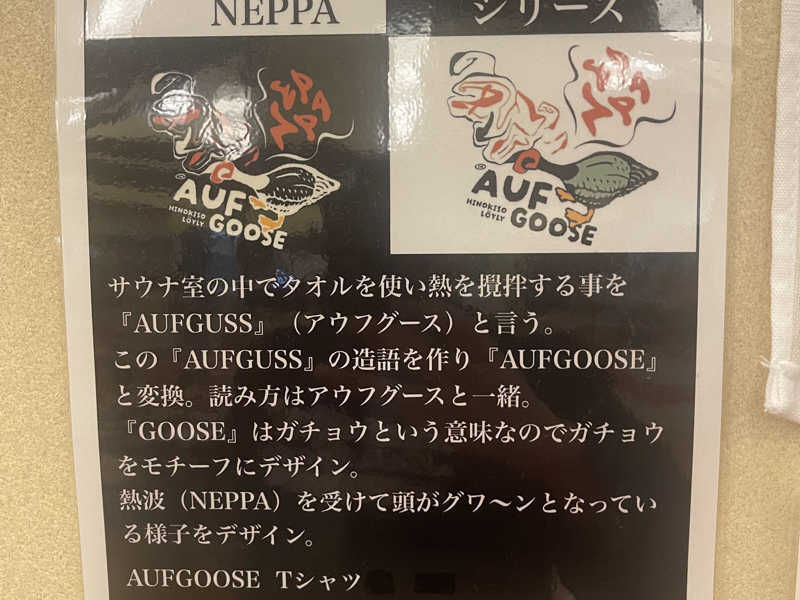 NEPPA
シリーズ
NEPPA
AUF
GOOSE
HINOKISO
LÖYLY
NEPPA
AUF
GOOSE
HINOKISO
LÖYLY
サウナ室の中でタオルを使い熱を攪拌する事を
『AUFGUSS』（アウフグース）と言う。
この『AUFGUSS』の造語を作り『AUFGOOSE』
と変換。読み方はアウフグースと一緒。
『GOOSE』はガチョウという意味なのでガチョウ
をモチーフにデザイン。
熱波（NEPPA）を受けて頭がグワ〜ンとなってい
る様子をデザイン。
AUFGOOSE Tシャツ